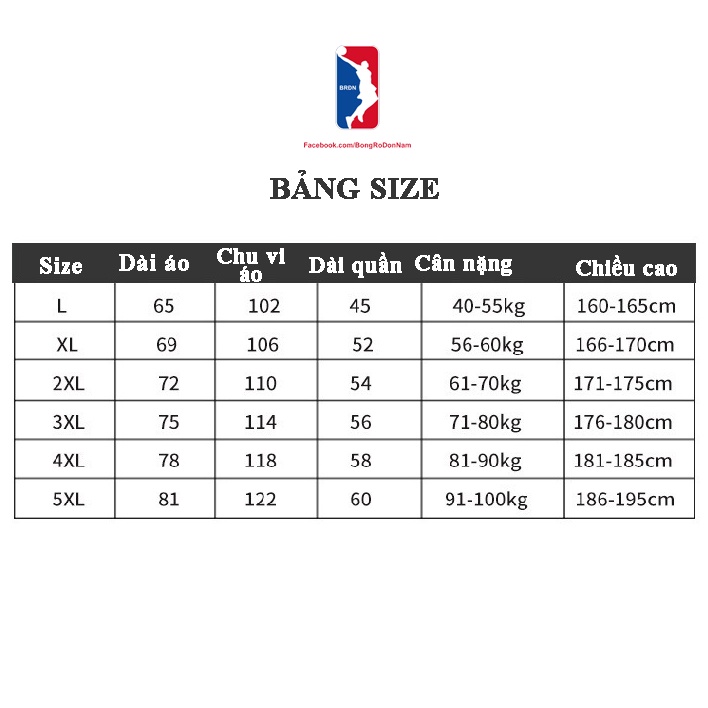 BRDN
Facebook.com/BongRoDonNam
BẢNG SIZE
Size Dài áo Chu vi áo Dài quần Cân nặng Chiều cao
L 65 102 45 40-55kg 160-165cm
XL 69 106 52 56-60kg 166-170cm
2XL 72 110 54 61-70kg 171-175cm
3XL 75 114 56 71-80kg 176-180cm
4XL 78 118 58 81-90kg 181-185cm
5XL 81 122 60 91-100kg 186-195cm